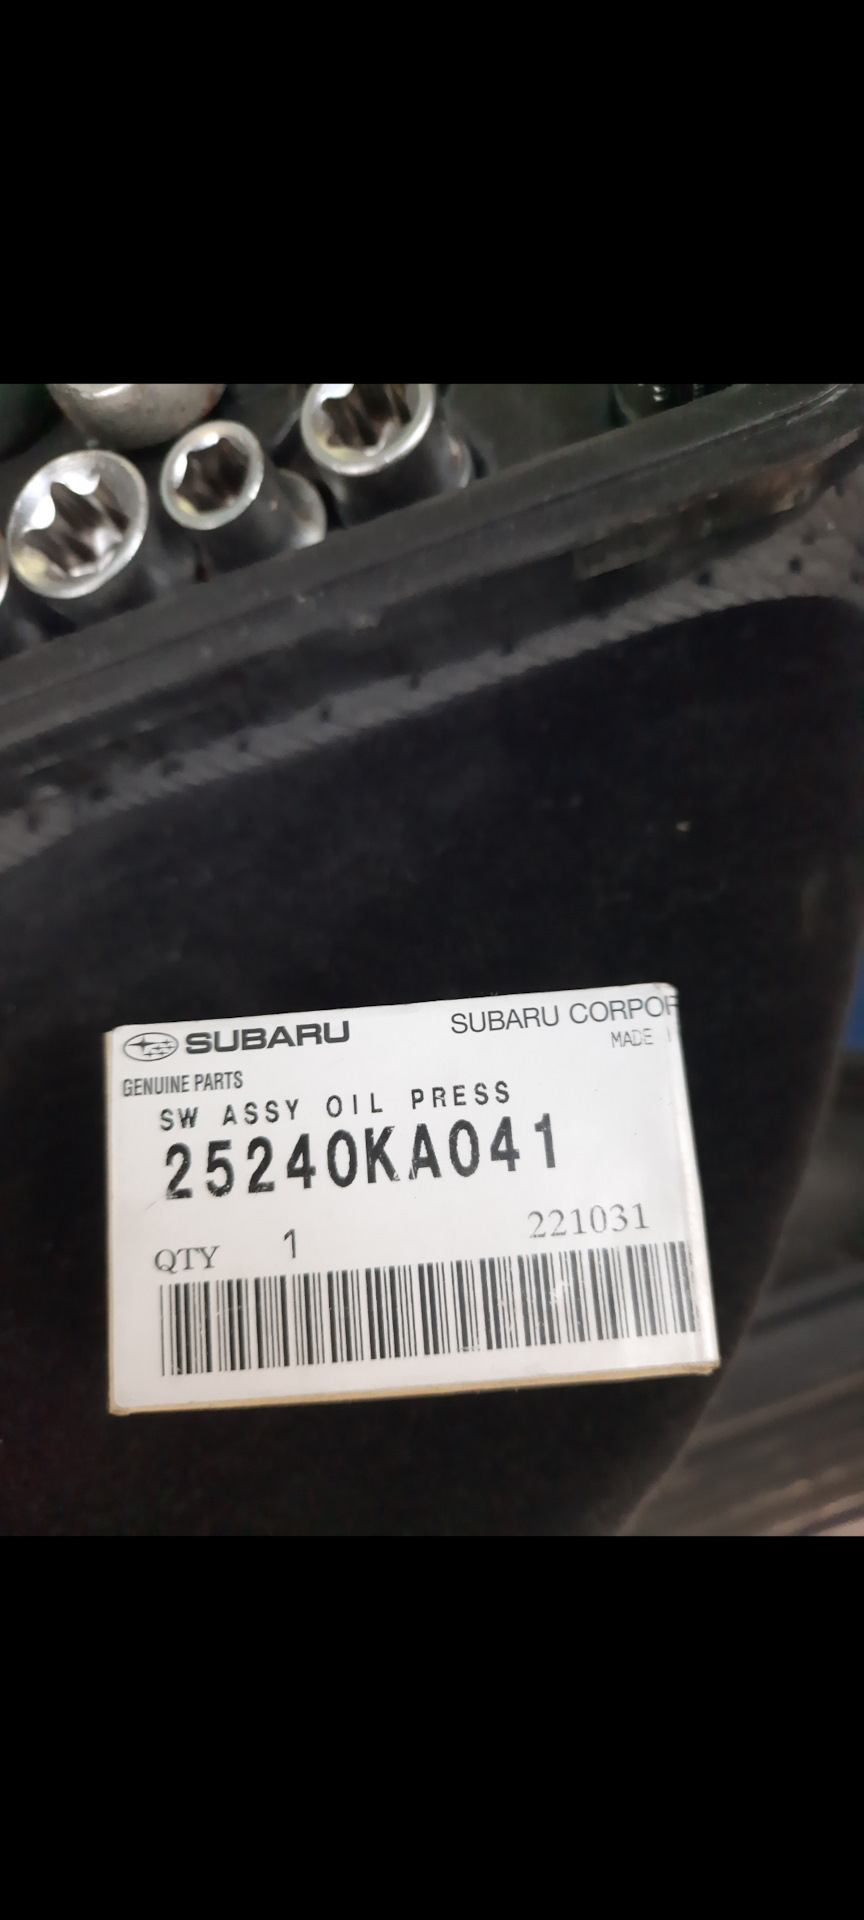 SUBARU SUBARU CORPOR
MADE
GENUINE PARTS
SW ASSY OIL PRESS
25240KA041
QTY 1 221031